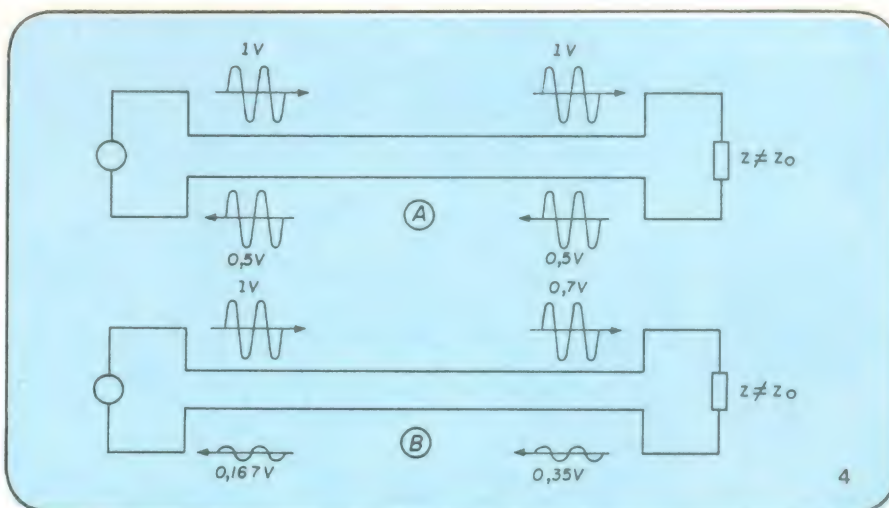 1V 1V
Z ≠ Zo
A
0,5V 0,5V
1V 0,7V
Z ≠ Zo
B
0,167V 0,35V
4